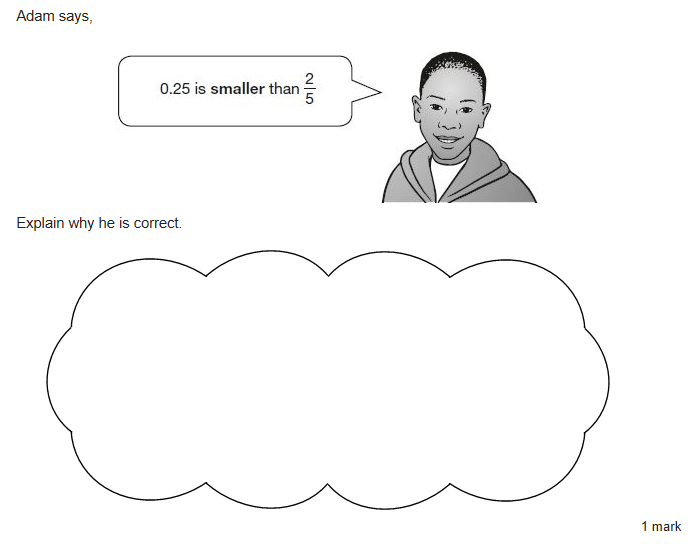 Adam says,
0.25 is smaller than 2/5
Explain why he is correct.
1 mark